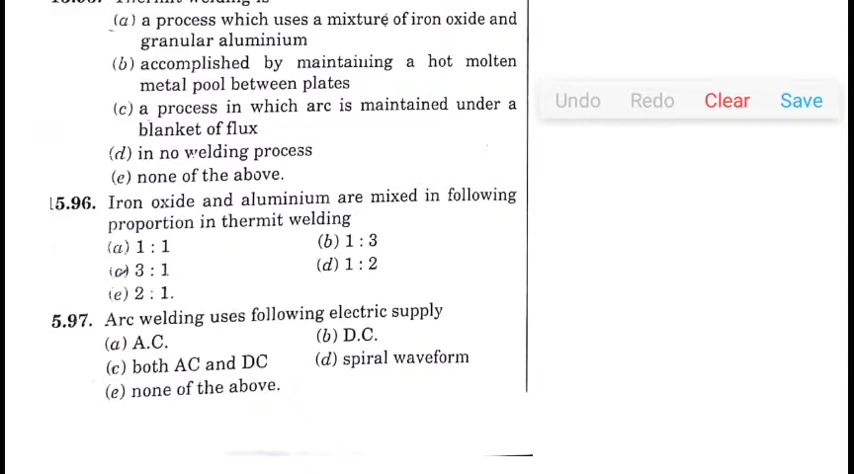 (a) a process which uses a mixture of iron oxide and
granular aluminium
(b) accomplished by maintaining a hot molten
metal pool between plates
(c) a process in which arc is maintained under a
blanket of flux
(d) in no welding process
(e) none of the above.
15.96. Iron oxide and aluminium are mixed in following
proportion in thermit welding
(a) 1 : 1 (b) 1 : 3
(c) 3 : 1 (d) 1 : 2
(e) 2 : 1.
5.97. Arc welding uses following electric supply
(a) A.C. (b) D.C.
(c) both AC and DC (d) spiral waveform
(e) none of the above.
Undo Redo Clear Save